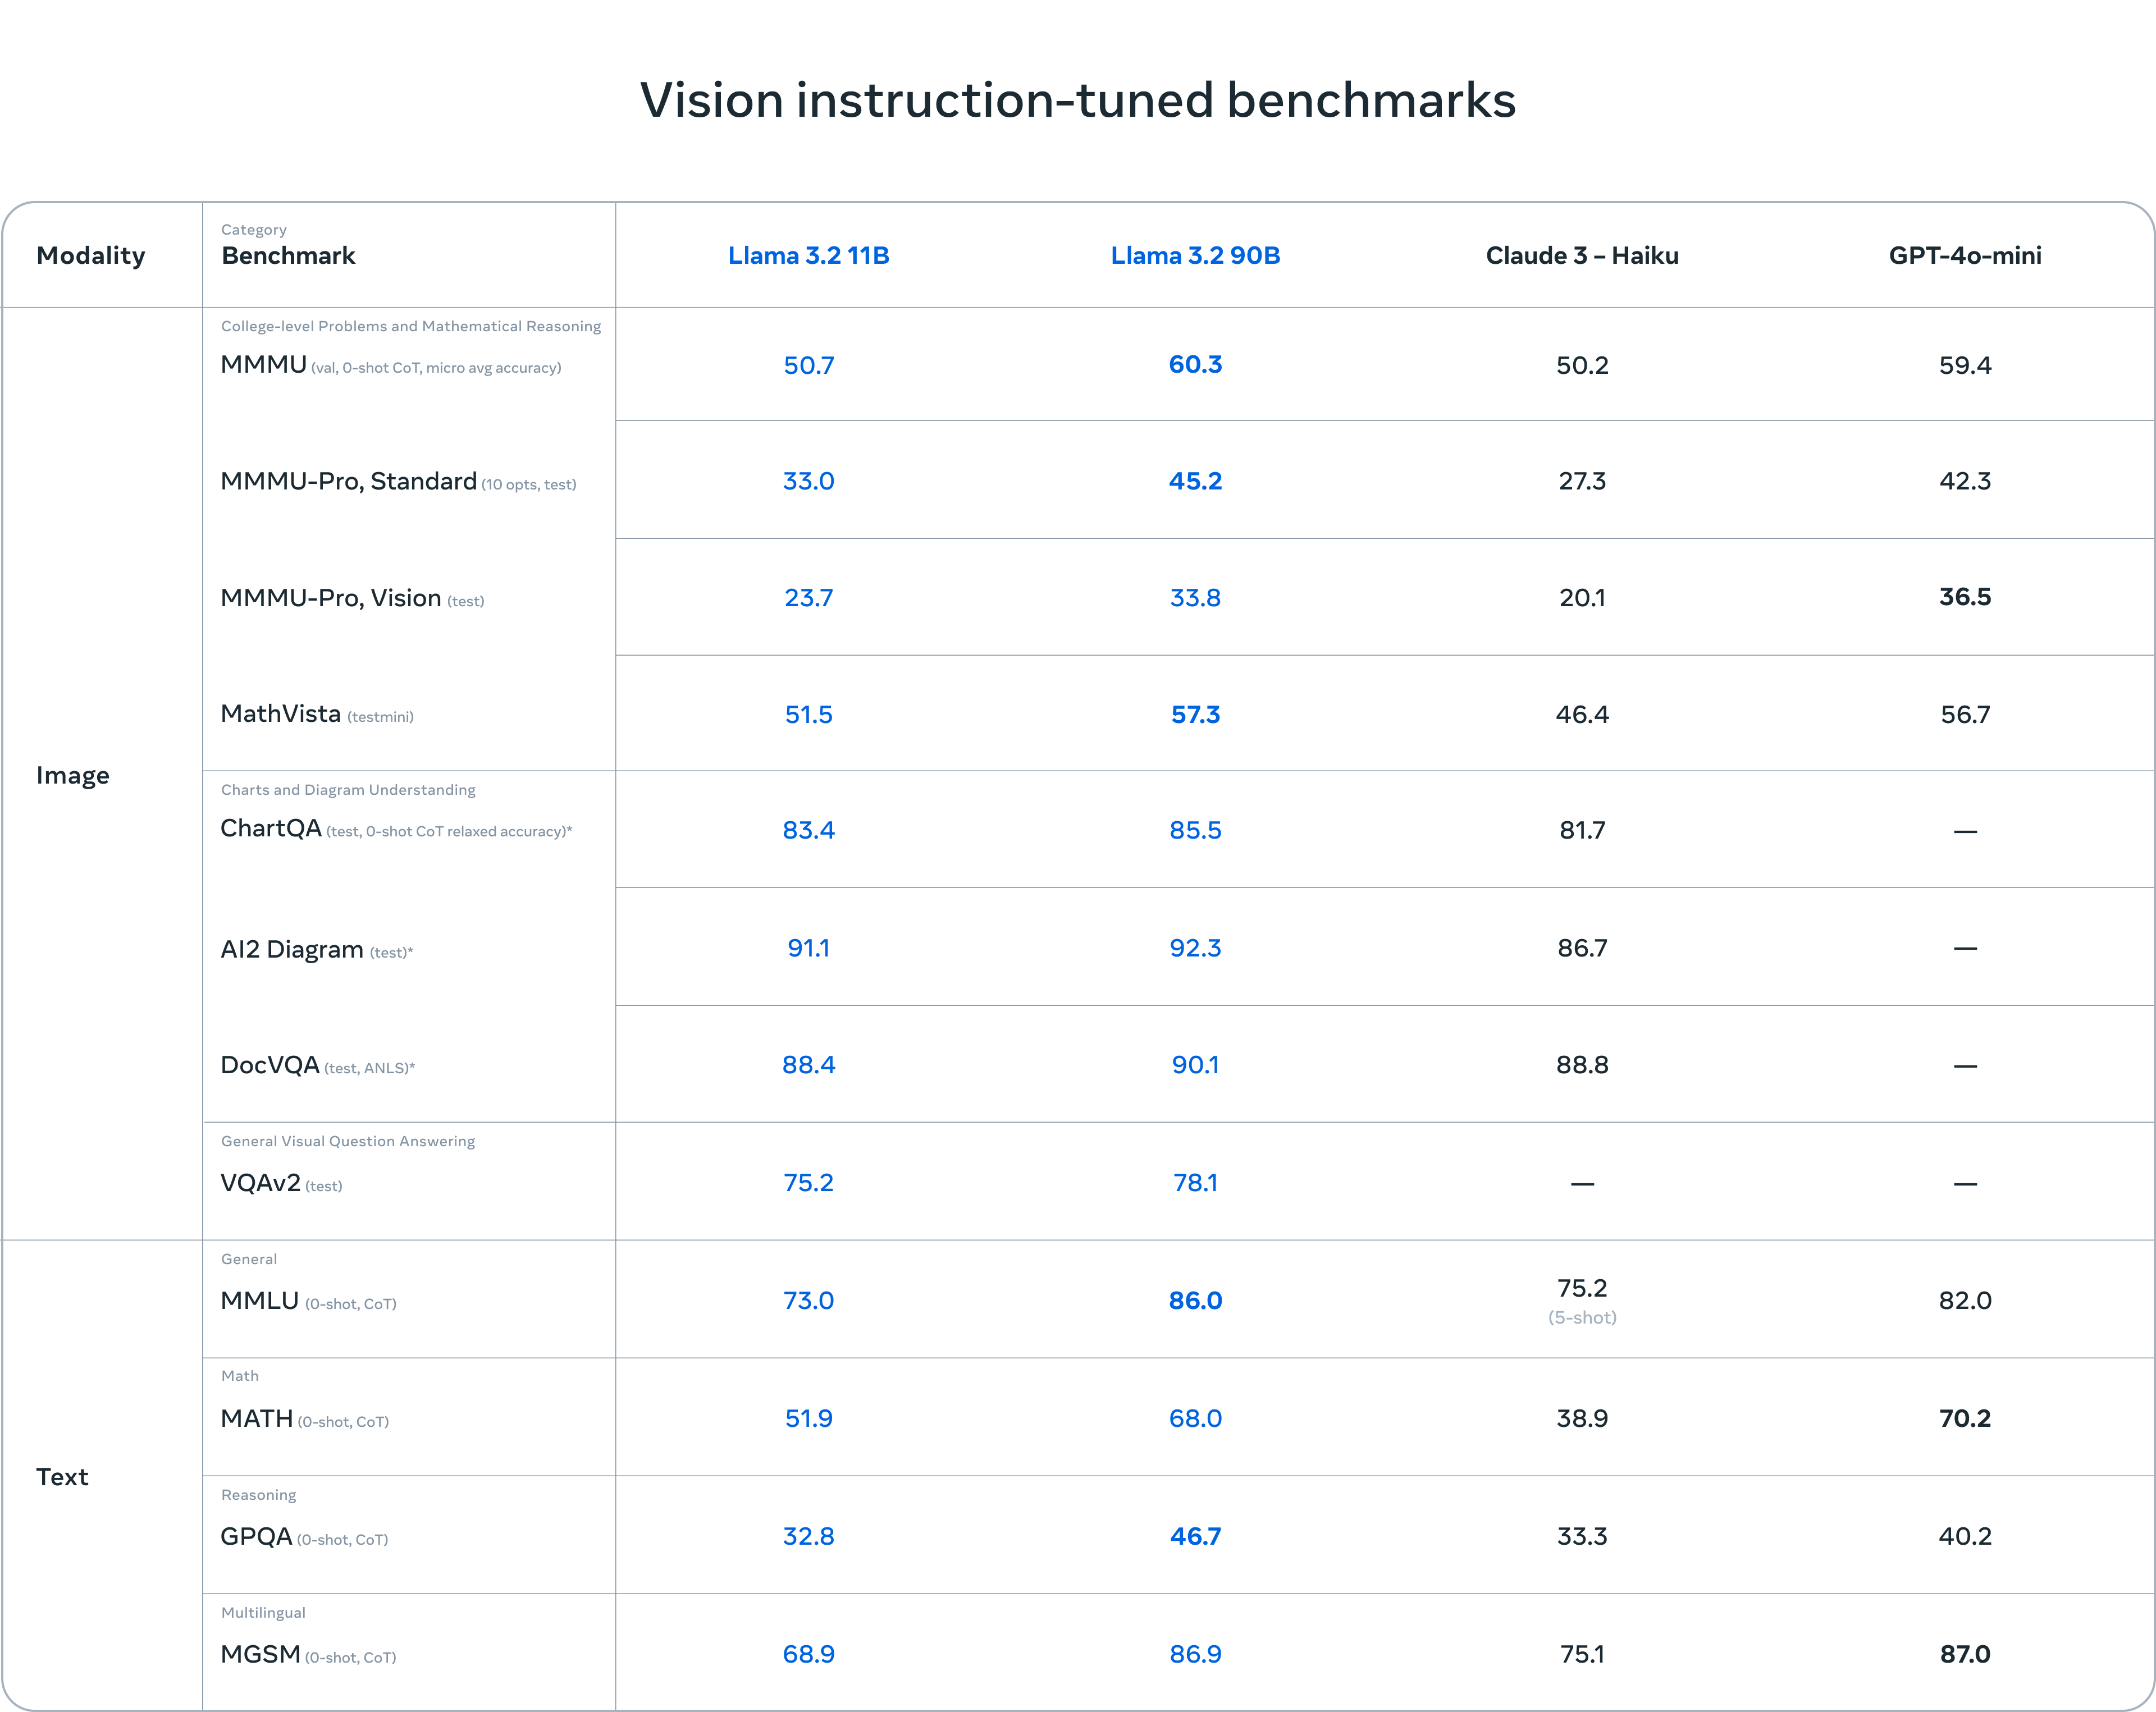 Vision instruction-tuned benchmarks
Modality
Category
Benchmark
Llama 3.2 11B
Llama 3.2 90B
Claude 3 – Haiku
GPT-4o-mini
Image
College-level Problems and Mathematical Reasoning
MMMU (val, 0-shot CoT, micro avg accuracy) 50.7 60.3 50.2 59.4
MMMU-Pro, Standard (10 opts, test) 33.0 45.2 27.3 42.3
MMMU-Pro, Vision (test) 23.7 33.8 20.1 36.5
MathVista (testmini) 51.5 57.3 46.4 56.7
Charts and Diagram Understanding
ChartQA (test, 0-shot CoT relaxed accuracy)* 83.4 85.5 81.7 —
AI2 Diagram (test)* 91.1 92.3 86.7 —
DocVQA (test, ANLS)* 88.4 90.1 88.8 —
General Visual Question Answering
VQAv2 (test) 75.2 78.1 — —
Text
General
MMLU (0-shot, CoT) 73.0 86.0 75.2 (5-shot) 82.0
Math
MATH (0-shot, CoT) 51.9 68.0 38.9 70.2
Reasoning
GPQA (0-shot, CoT) 32.8 46.7 33.3 40.2
Multilingual
MGSM (0-shot, CoT) 68.9 86.9 75.1 87.0